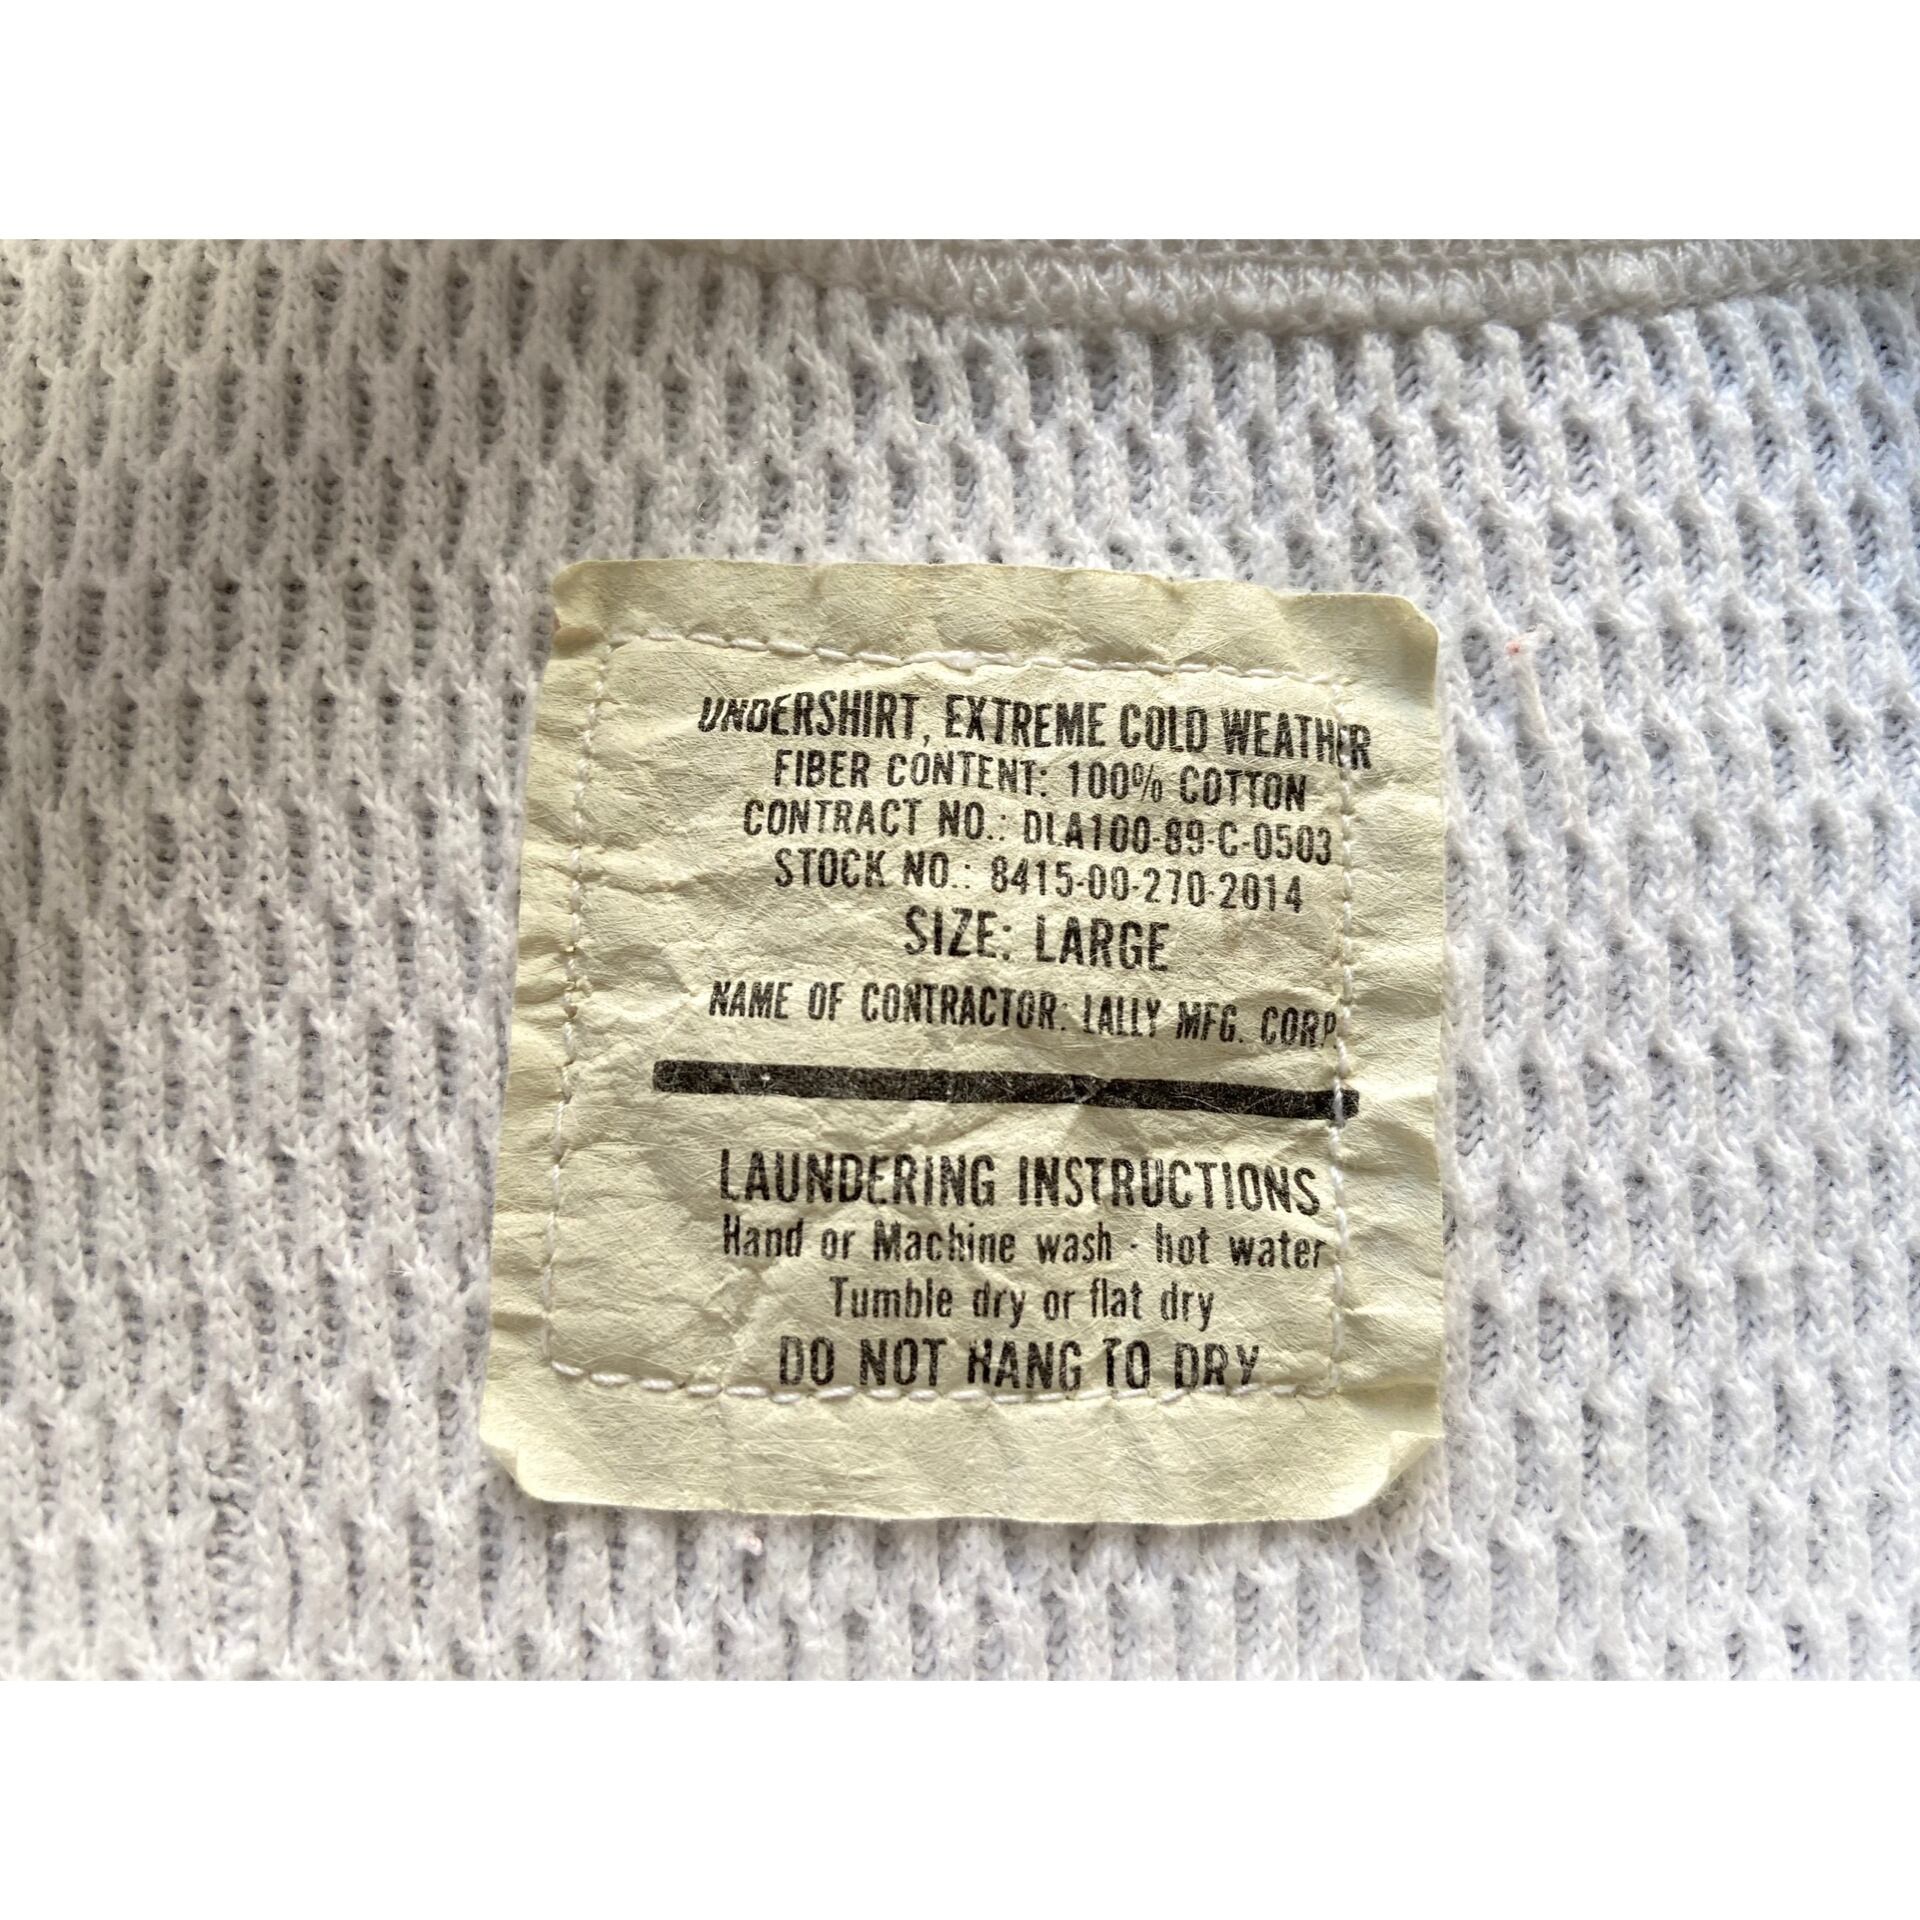 UNDERSHIRT, EXTREME COLD WEATHER
FIBER CONTENT: 100% COTTON
CONTRACT NO.: DLA100-89-C-0503
STOCK NO.: 8415-00-270-2014
SIZE: LARGE
NAME OF CONTRACTOR: LALLY MFG. CORP.
LAUNDERING INSTRUCTIONS
Hand or Machine wash - hot water
Tumble dry or flat dry
DO NOT HANG TO DRY